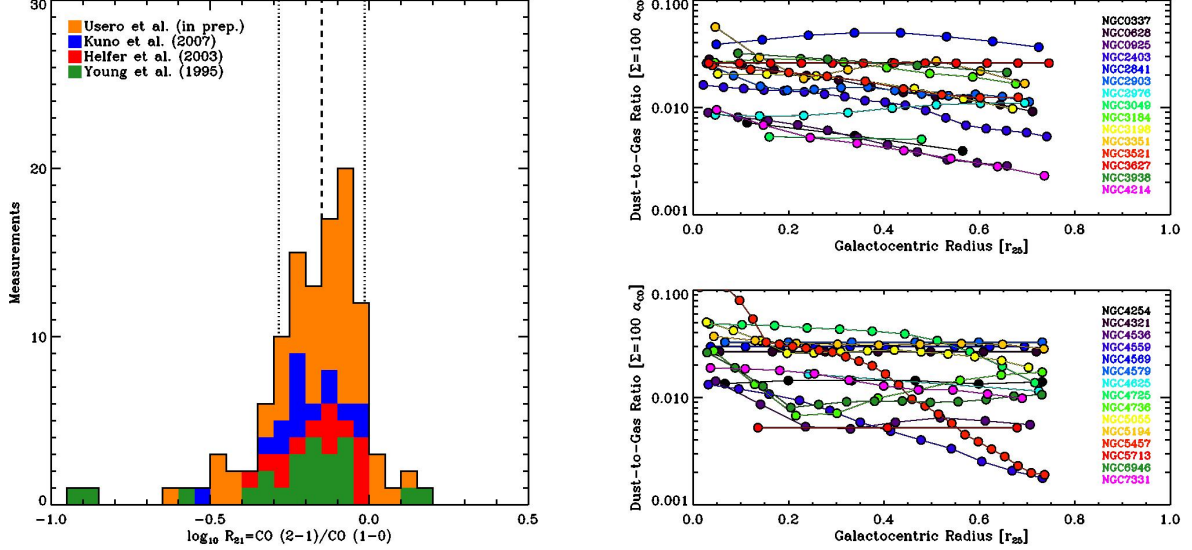 30
20
10
0
Measurements
Usero et al. (in prep.)
Kuno et al. (2007)
Helfer et al. (2003)
Young et al. (1995)
-1.0 -0.5 0.0 0.5
log₁₀ R₂₁=CO (2-1)/CO (1-0)
Dust-to-Gas Ratio [Σ=100 α_CO]
0.100
0.010
0.001
NGC0337
NGC0628
NGC0925
NGC2403
NGC2841
NGC2903
NGC2976
NGC3049
NGC3184
NGC3198
NGC3351
NGC3521
NGC3627
NGC3938
NGC4214
0.0 0.2 0.4 0.6 0.8 1.0
Galactocentric Radius [r₂₅]
Dust-to-Gas Ratio [Σ=100 α_CO]
0.100
0.010
0.001
NGC4254
NGC4321
NGC4536
NGC4559
NGC4569
NGC4579
NGC4625
NGC4725
NGC4736
NGC5055
NGC5194
NGC5457
NGC5713
NGC6946
NGC7331
0.0 0.2 0.4 0.6 0.8 1.0
Galactocentric Radius [r₂₅]